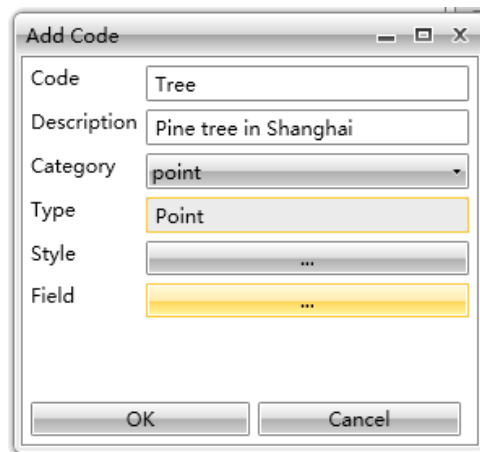 Add Code
Code Tree
Description Pine tree in Shanghai
Category point
Type Point
Style ...
Field ...
OK Cancel